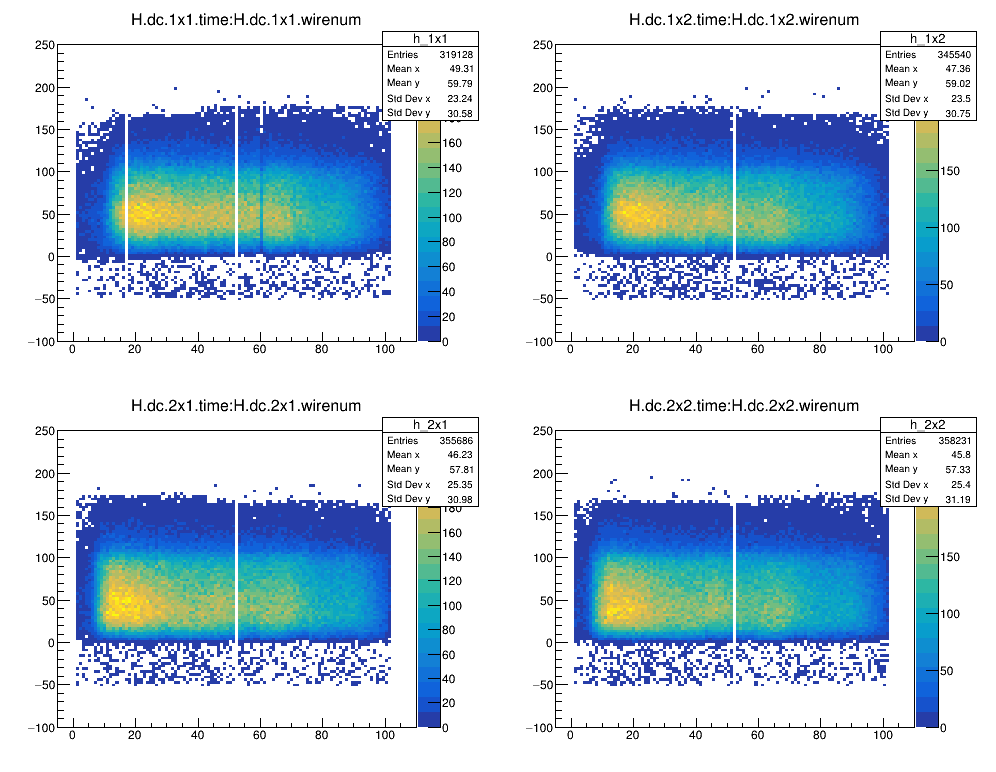 H.dc.1x1.time:H.dc.1x1.wirenum
h_1x1
Entries 319128
Mean x 49.31
Mean y 59.79
Std Dev x 23.24
Std Dev y 30.58
250
200
150
100
50
0
−50
−100
0 20 40 60 80 100
160
140
120
100
80
60
40
20
0
H.dc.1x2.time:H.dc.1x2.wirenum
h_1x2
Entries 345540
Mean x 47.36
Mean y 59.02
Std Dev x 23.5
Std Dev y 30.75
250
200
150
100
50
0
−50
−100
0 20 40 60 80 100
150
100
50
0
H.dc.2x1.time:H.dc.2x1.wirenum
h_2x1
Entries 355686
Mean x 46.23
Mean y 57.81
Std Dev x 25.35
Std Dev y 30.98
250
200
150
100
50
0
−50
−100
0 20 40 60 80 100
180
160
140
120
100
80
60
40
20
0
H.dc.2x2.time:H.dc.2x2.wirenum
h_2x2
Entries 358231
Mean x 45.8
Mean y 57.33
Std Dev x 25.4
Std Dev y 31.19
250
200
150
100
50
0
−50
−100
0 20 40 60 80 100
150
100
50
0